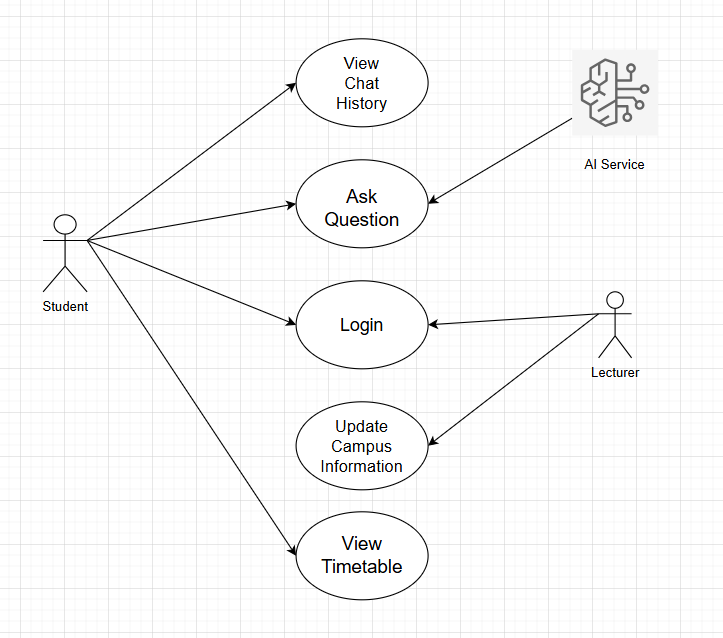 View
Chat
History
AI Service
Ask
Question
Student
Login
Lecturer
Update
Campus
Information
View
Timetable